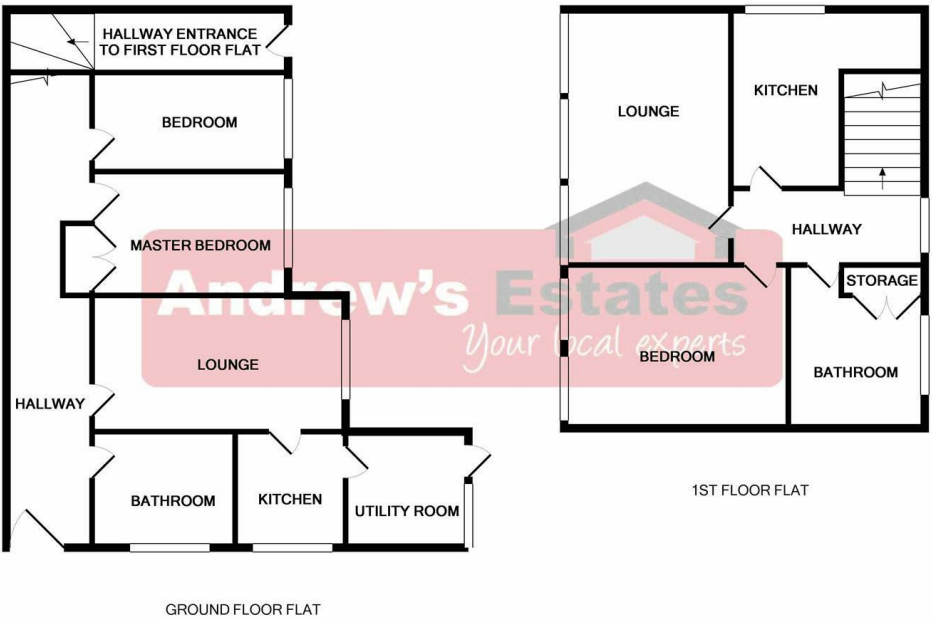 HALLWAY ENTRANCE
TO FIRST FLOOR FLAT
BEDROOM
MASTER BEDROOM
LOUNGE
HALLWAY
BATHROOM
KITCHEN
UTILITY ROOM
GROUND FLOOR FLAT
LOUNGE
KITCHEN
HALLWAY
STORAGE
BEDROOM
BATHROOM
1ST FLOOR FLAT
Andrew's Estates
Your local experts